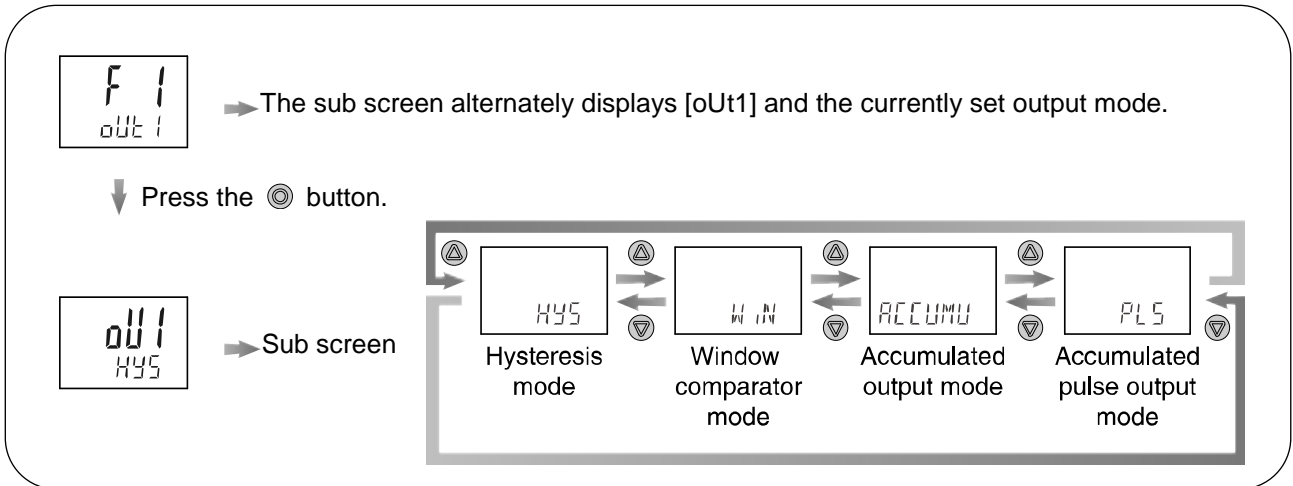 F 1
oUt 1
The sub screen alternately displays [oUt1] and the currently set output mode.
Press the button.
oU1
HYS
Sub screen
HYS
WiN
ACCUMU
PLS
Hysteresis
mode
Window
comparator
mode
Accumulated
output mode
Accumulated
pulse output
mode